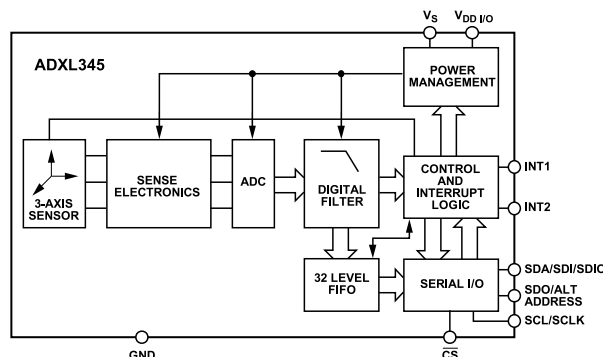 VS
VDD I/O
ADXL345
POWER
MANAGEMENT
3-AXIS
SENSOR
SENSE
ELECTRONICS
ADC
DIGITAL
FILTER
CONTROL
AND
INTERRUPT
LOGIC
INT1
INT2
32 LEVEL
FIFO
SERIAL I/O
SDA/SDI/SDIO
SDO/ALT
ADDRESS
SCL/SCLK
GND
CS